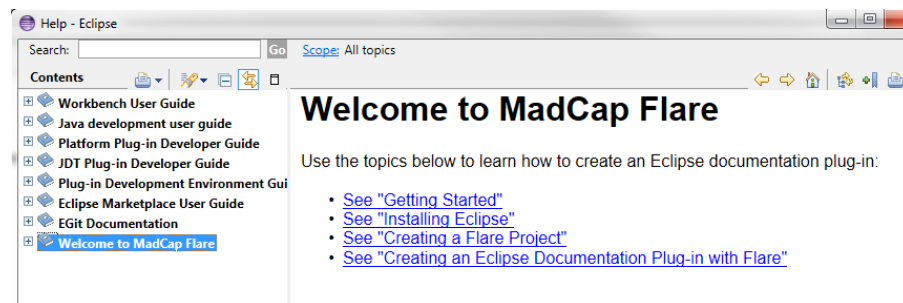 Help - Eclipse
Search:
Go
Scope: All topics
Contents
Workbench User Guide
Java development user guide
Platform Plug-in Developer Guide
JDT Plug-in Developer Guide
Plug-in Development Environment Gui
Eclipse Marketplace User Guide
EGit Documentation
Welcome to MadCap Flare
Welcome to MadCap Flare
Use the topics below to learn how to create an Eclipse documentation plug-in:
• See "Getting Started"
• See "Installing Eclipse"
• See "Creating a Flare Project"
• See "Creating an Eclipse Documentation Plug-in with Flare"